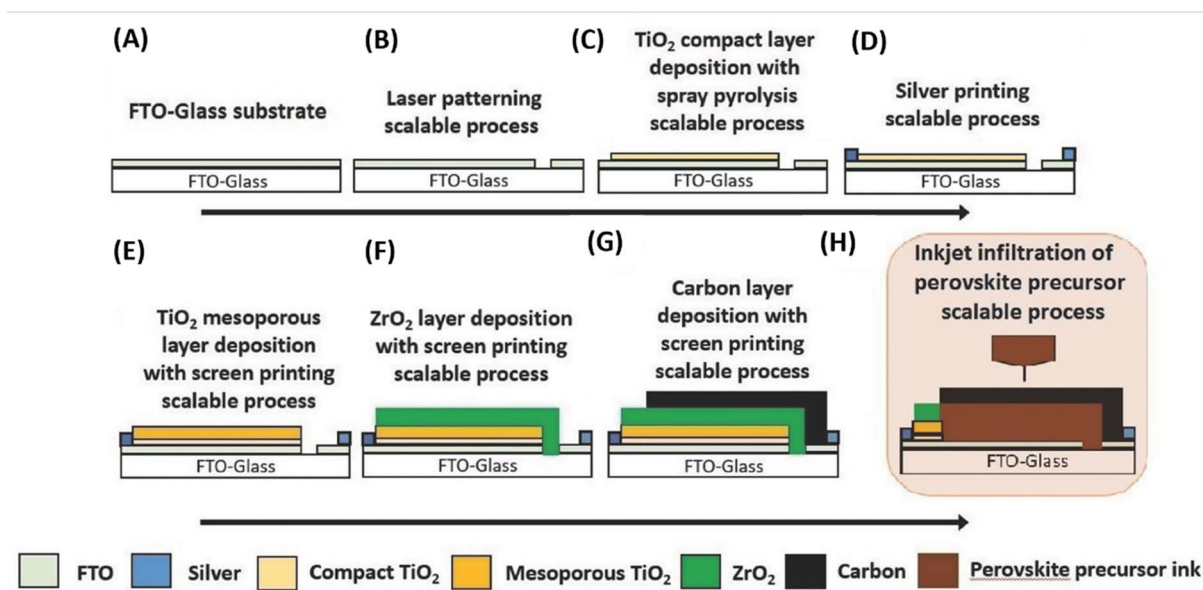 (A)
FTO-Glass substrate
FTO-Glass
(B)
Laser patterning
scalable process
FTO-Glass
(C)
TiO₂ compact layer
deposition with
spray pyrolysis
scalable process
FTO-Glass
(D)
Silver printing
scalable process
FTO-Glass
(E)
TiO₂ mesoporous
layer deposition
with screen printing
scalable process
FTO-Glass
(F)
ZrO₂ layer deposition
with screen printing
scalable process
FTO-Glass
(G)
Carbon layer
deposition with
screen printing
scalable process
FTO-Glass
(H)
Inkjet infiltration of
perovskite precursor
scalable process
FTO-Glass
FTO Silver Compact TiO₂ Mesoporous TiO₂ ZrO₂ Carbon Perovskite precursor ink